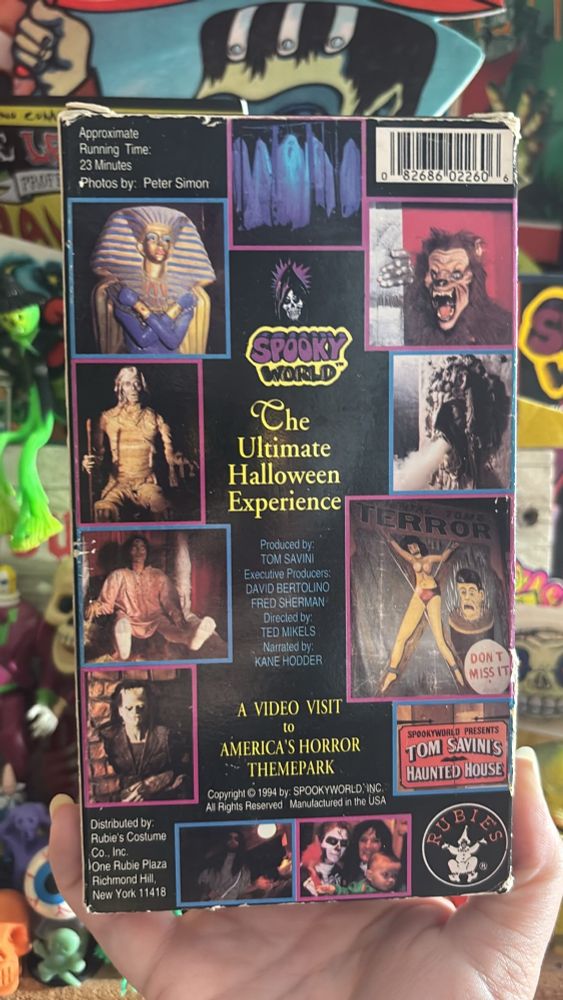 Approximate
Running Time:
23 Minutes
Photos by: Peter Simon
0 82686 02260 6
SPOOKY
WORLD™
The
Ultimate
Halloween
Experience
TERROR
DON'T
MISS IT
Produced by:
TOM SAVINI
Executive Producers:
DAVID BERTOLINO
FRED SHERMAN
Directed by:
TED MIKELS
Narrated by:
KANE HODDER
A VIDEO VISIT
to
AMERICA'S HORROR
THEMEPARK
SPOOKYWORLD PRESENTS
TOM SAVINI'S
HAUNTED HOUSE
Copyright © 1994 by: SPOOKYWORLD, INC.
All Rights Reserved Manufactured in the USA
Distributed by:
Rubie's Costume
Co., Inc.
One Rubie Plaza
Richmond Hill,
New York 11418
RUBIES
®